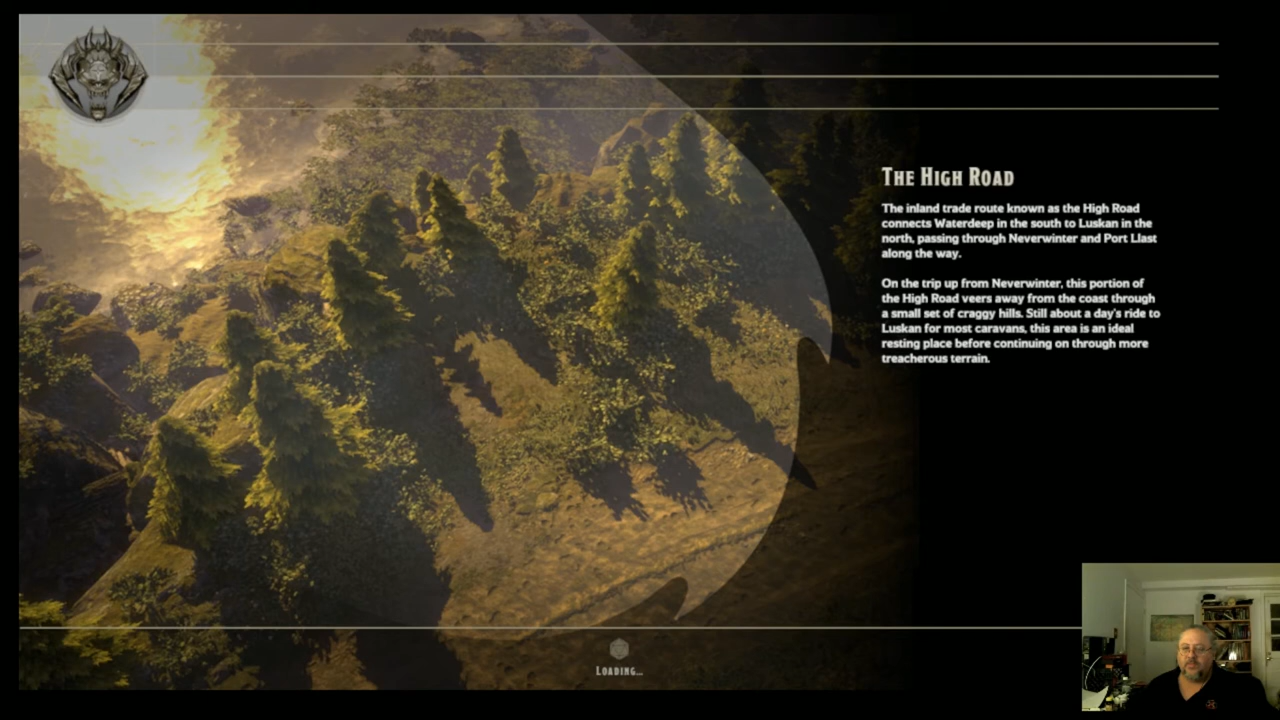 The High Road
The inland trade route known as the High Road
connects Waterdeep in the south to Luskan in the
north, passing through Neverwinter and Port Llast
along the way.
On the trip up from Neverwinter, this portion of
the High Road veers away from the coast through
a small set of craggy hills. Still about a day's ride to
Luskan for most caravans, this area is an ideal
resting place before continuing on through more
treacherous terrain.
Loading...